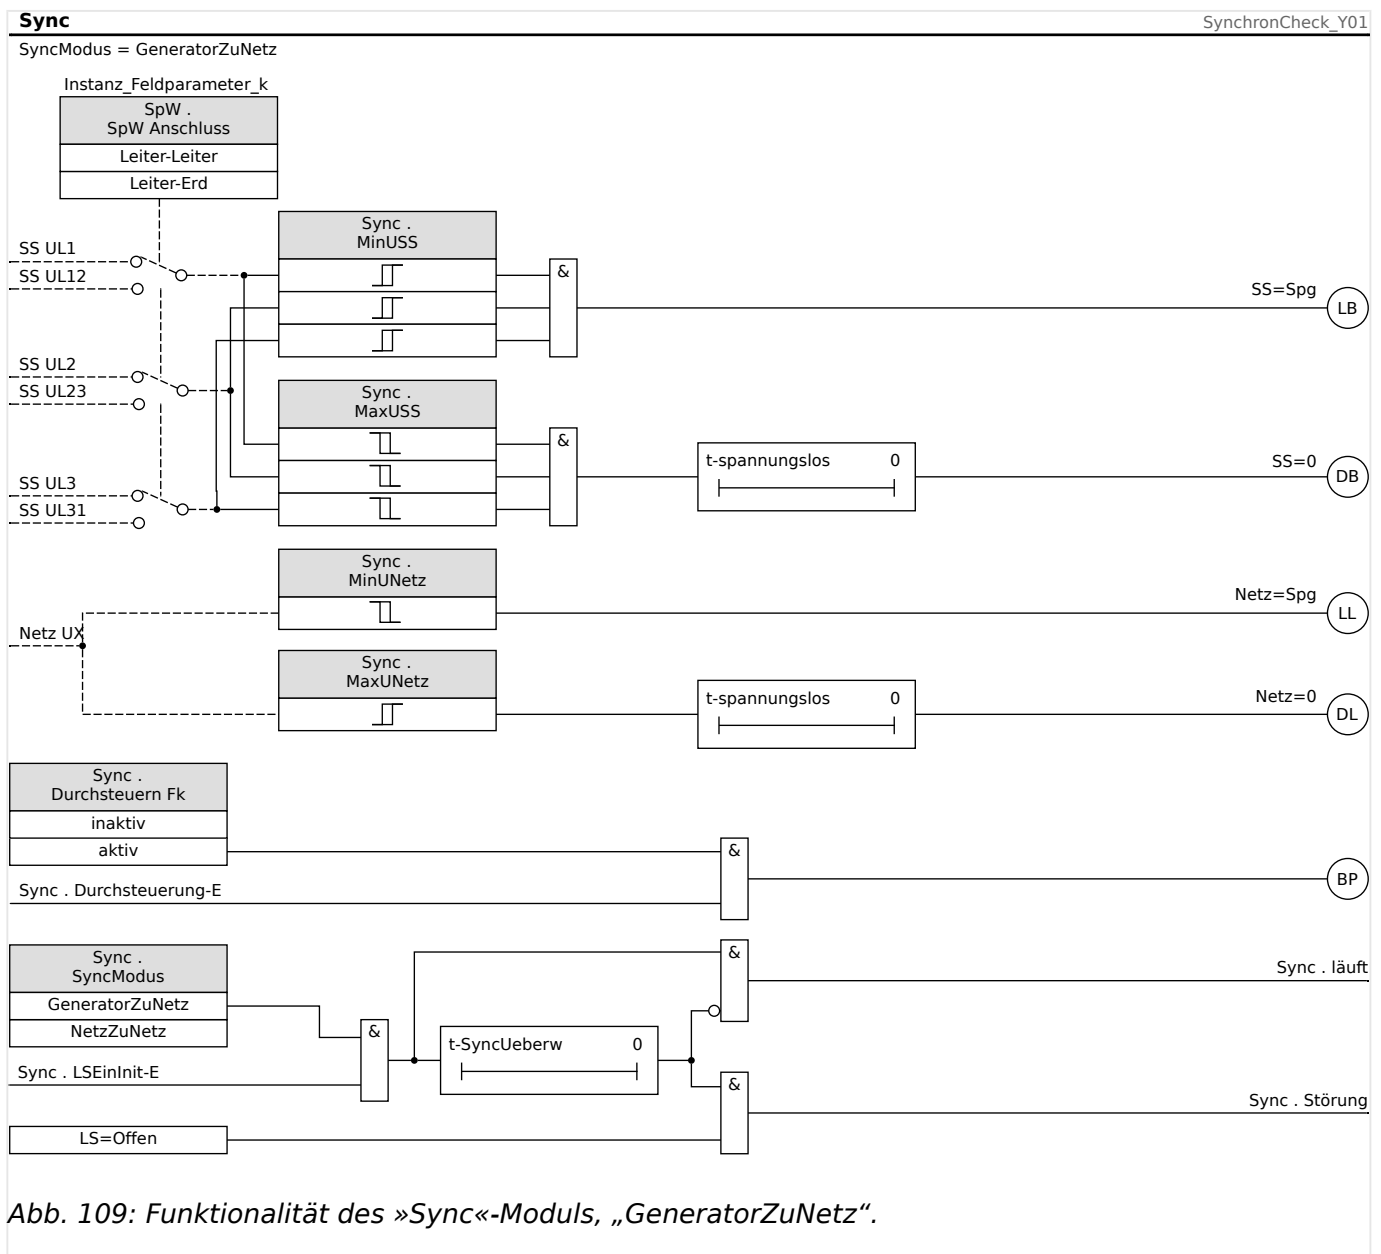 Sync
SynchronCheck_Y01
SyncModus = GeneratorZuNetz
Instanz_Feldparameter_k
SpW .
SpW Anschluss
Leiter-Leiter
Leiter-Erd
Sync .
MinUSS
SS UL1
SS UL12
&
SS=Spg
LB
SS UL2
SS UL23
Sync .
MaxUSS
&
t-spannungslos 0
SS=0
DB
SS UL3
SS UL31
Sync .
MinUNetz
Netz=Spg
LL
Netz UX
Sync .
MaxUNetz
t-spannungslos 0
Netz=0
DL
Sync .
Durchsteuern Fk
inaktiv
aktiv
&
BP
Sync . Durchsteuerung-E
Sync .
SyncModus
GeneratorZuNetz
NetzZuNetz
&
Sync . läuft
&
t-SyncUeberw 0
Sync . LSEinInit-E
&
Sync . Störung
LS=Offen
Abb. 109: Funktionalität des »Sync«-Moduls, „GeneratorZuNetz“.